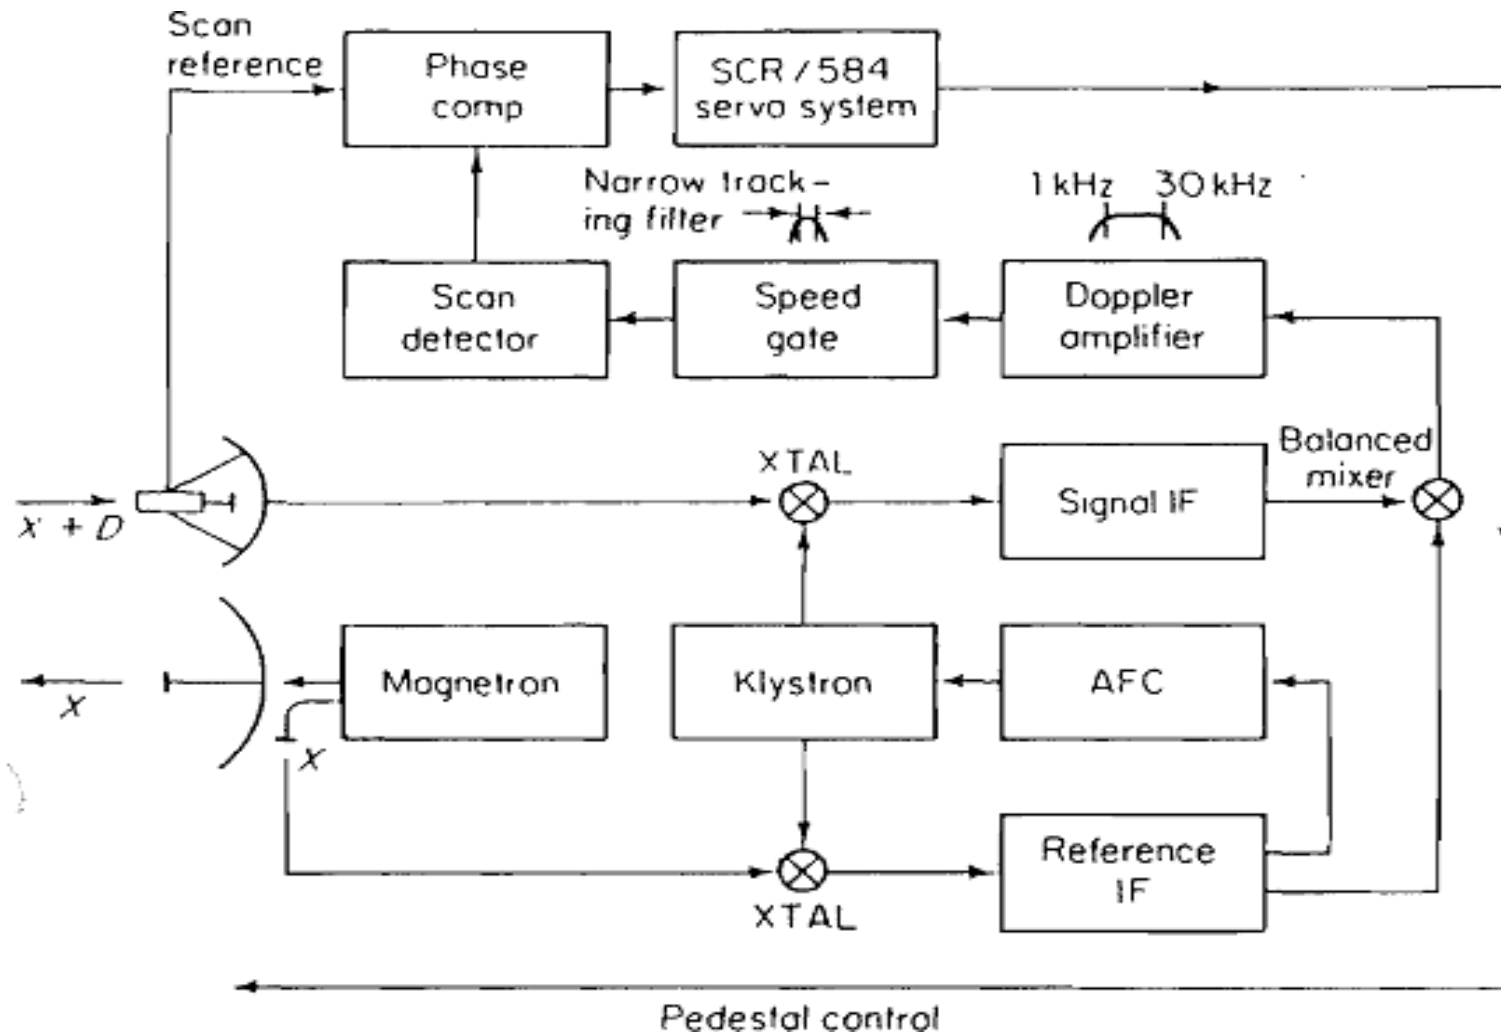 Scan
reference
Phase
comp
SCR / 584
servo system
Narrow track-
ing filter
1 kHz
30 kHz
Scan
detector
Speed
gate
Doppler
amplifier
X + D
XTAL
Signal IF
Balanced
mixer
X
Magnetron
X
Klystron
AFC
XTAL
Reference
IF
Pedestal control